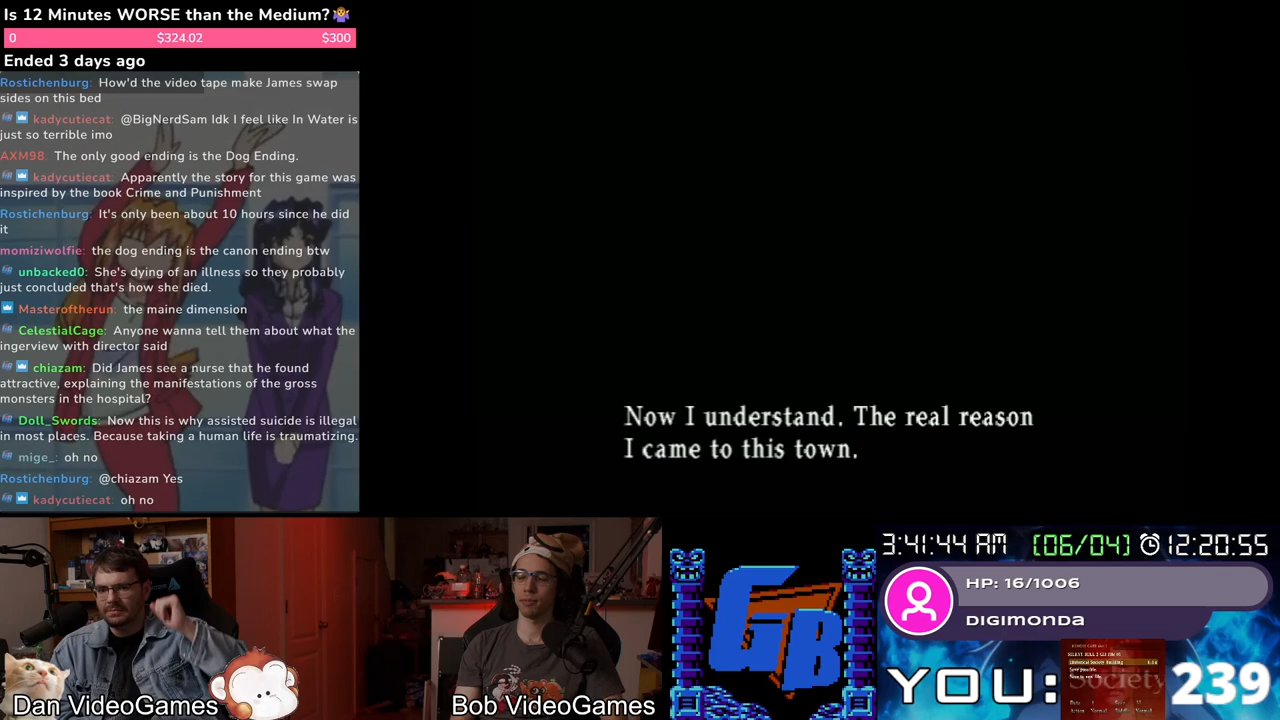 Is 12 Minutes WORSE than the Medium?🤷‍♀️
0 $324.02 $300
Ended 3 days ago
Rostichenburg: How'd the video tape make James swap
sides on this bed
kadycutiecat: @BigNerdSam Idk I feel like In Water is
just so terrible imo
AXM98: The only good ending is the Dog Ending.
kadycutiecat: Apparently the story for this game was
inspired by the book Crime and Punishment
Rostichenburg: It's only been about 10 hours since he did
it
momiziwolfie: the dog ending is the canon ending btw
unbacked0: She's dying of an illness so they probably
just concluded that's how she died.
Masteroftherun: the maine dimension
CelestialCage: Anyone wanna tell them about what the
ingerview with director said
chiazam: Did James see a nurse that he found
attractive, explaining the manifestations of the gross
monsters in the hospital?
Doll_Swords: Now this is why assisted suicide is illegal
in most places. Because taking a human life is traumatizing.
mige_: oh no
Rostichenburg: @chiazam Yes
kadycutiecat: oh no
Now I understand. The real reason
I came to this town.
Dan VideoGames
Bob VideoGames
GB
3:41:44 AM [06/04] 12:20:55
HP: 16/1006
DIGIMONDA
YOU: 239
Society